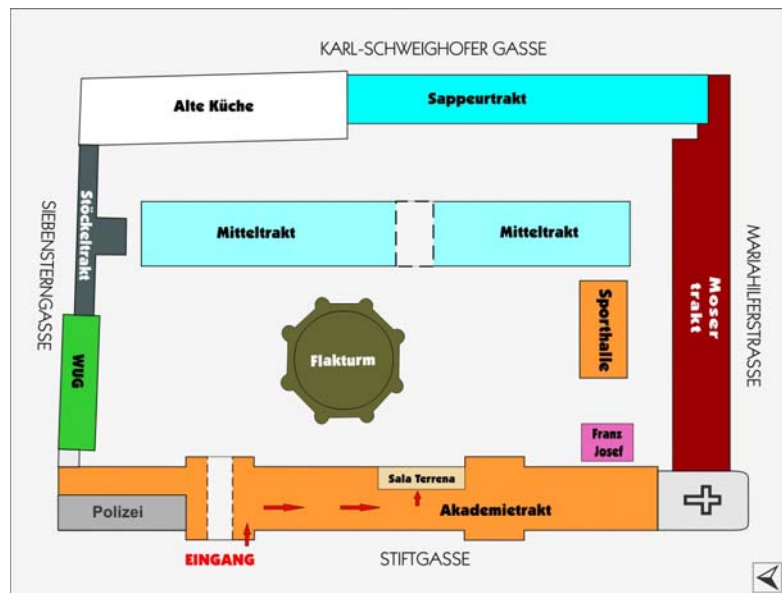 KARL-SCHWEIGHOFER GASSE
Alte Küche
Sappeurtrakt
SIEBENSTERNGASSE
Stöckeltrakt
Mitteltrakt
Mitteltrakt
MARIAHILFERSTRASSE
Moser
trakt
Sporthalle
WUG
Flakturm
Franz
Josef
Sala Terrena
Polizei
Akademietrakt
EINGANG
STIFTGASSE